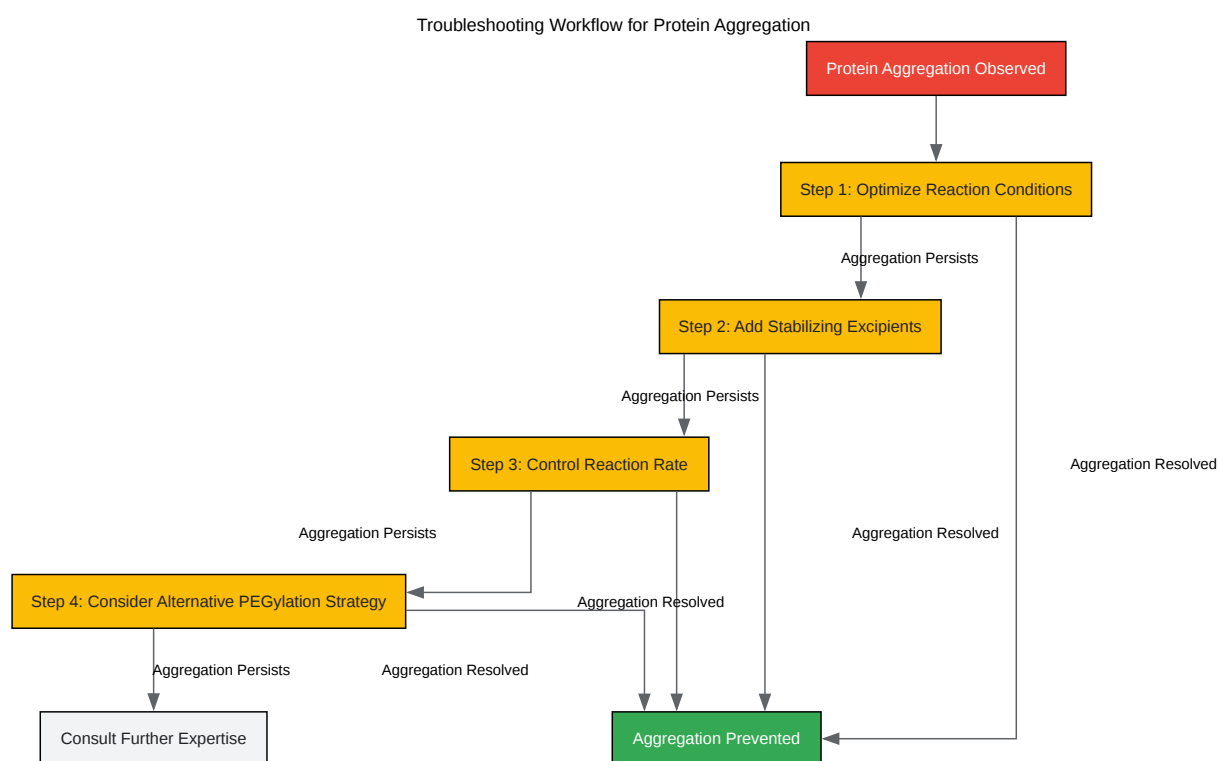 Troubleshooting Workflow for Protein Aggregation
Protein Aggregation Observed
Step 1: Optimize Reaction Conditions
Aggregation Persists
Step 2: Add Stabilizing Excipients
Aggregation Persists
Step 3: Control Reaction Rate
Aggregation Resolved
Aggregation Persists
Aggregation Resolved
Step 4: Consider Alternative PEGylation Strategy
Aggregation Resolved
Aggregation Persists
Aggregation Resolved
Consult Further Expertise
Aggregation Prevented